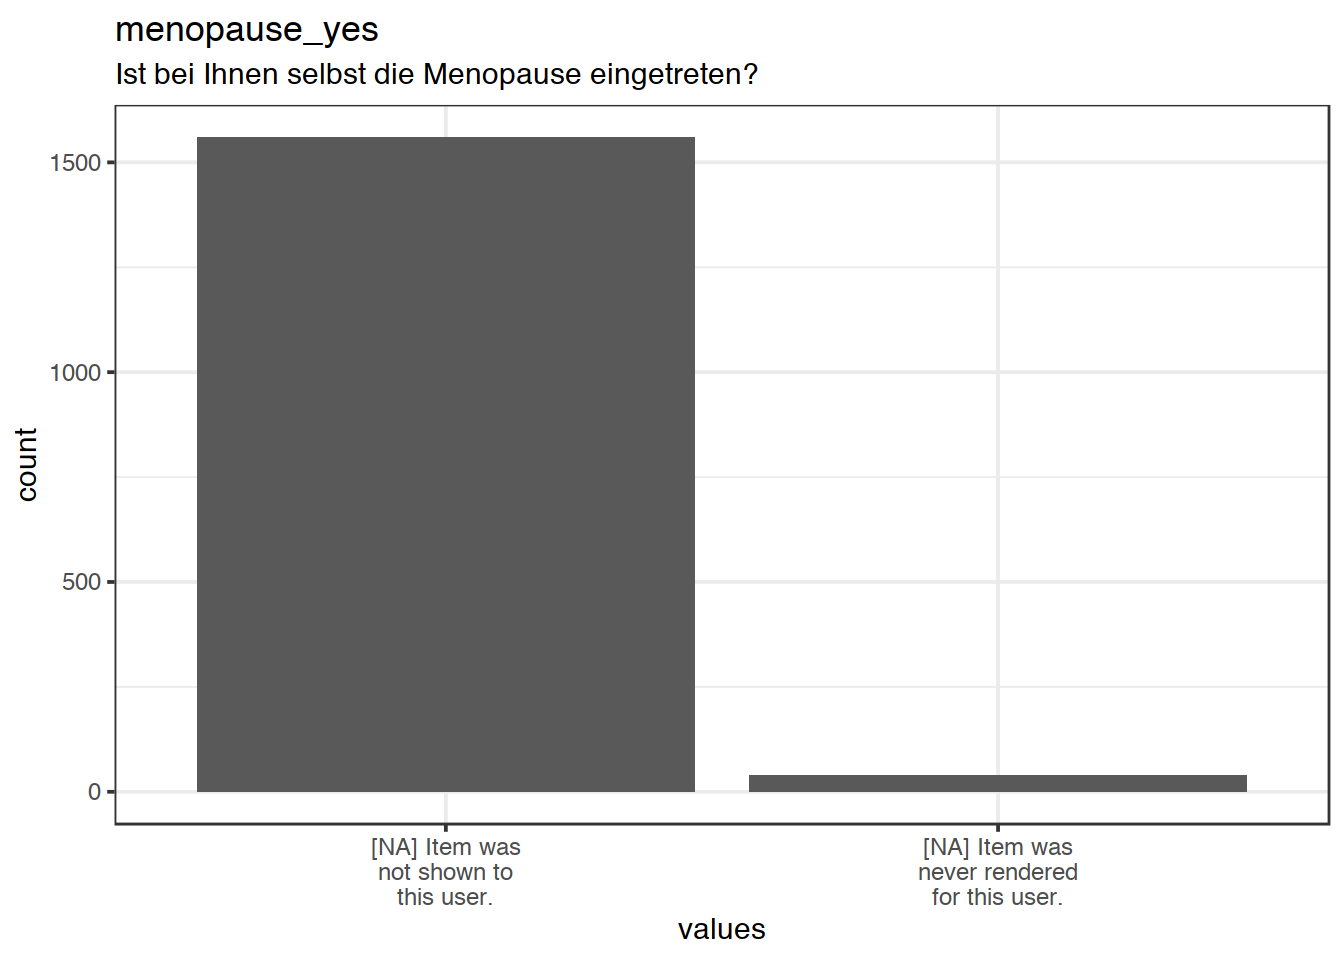 menopause_yes
Ist bei Ihnen selbst die Menopause eingetreten?
1500
1000
500
0
count
[NA] Item was
not shown to
this user.
[NA] Item was
never rendered
for this user.
values